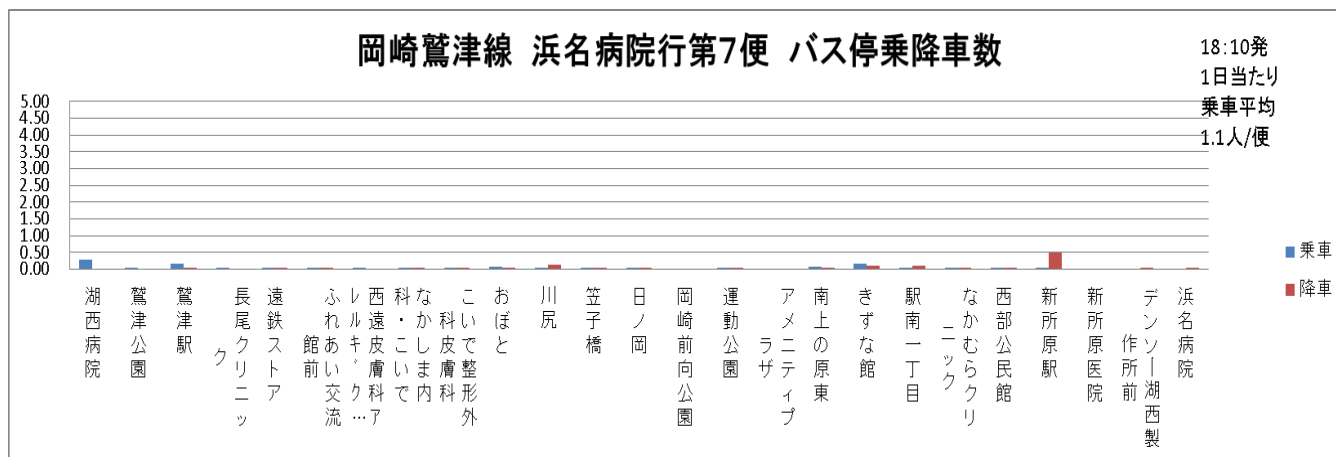 岡崎鷲津線 浜名病院行第7便 バス停乗降車数
18:10発
1日当たり
乗車平均
1.1人/便
5.00
4.50
4.00
3.50
3.00
2.50
2.00
1.50
1.00
0.50
0.00
湖西病院
鷲津公園
鷲津駅
長尾クリニッ
ク
遠鉄ストア
ふれあい交流
館前
西遠皮膚科ア
レルギ・ク…
なかしま内
科・こいで
こいで整形外
科皮膚科
おぼと
川尻
笠子橋
日ノ岡
岡崎前向公園
運動公園
アメニティプ
ラザ
南上の原東
きずな館
駅南一丁目
なかむらクリ
ニック
西部公民館
新所原駅
新所原医院
デンソー湖西製
作所前
浜名病院
乗車
降車